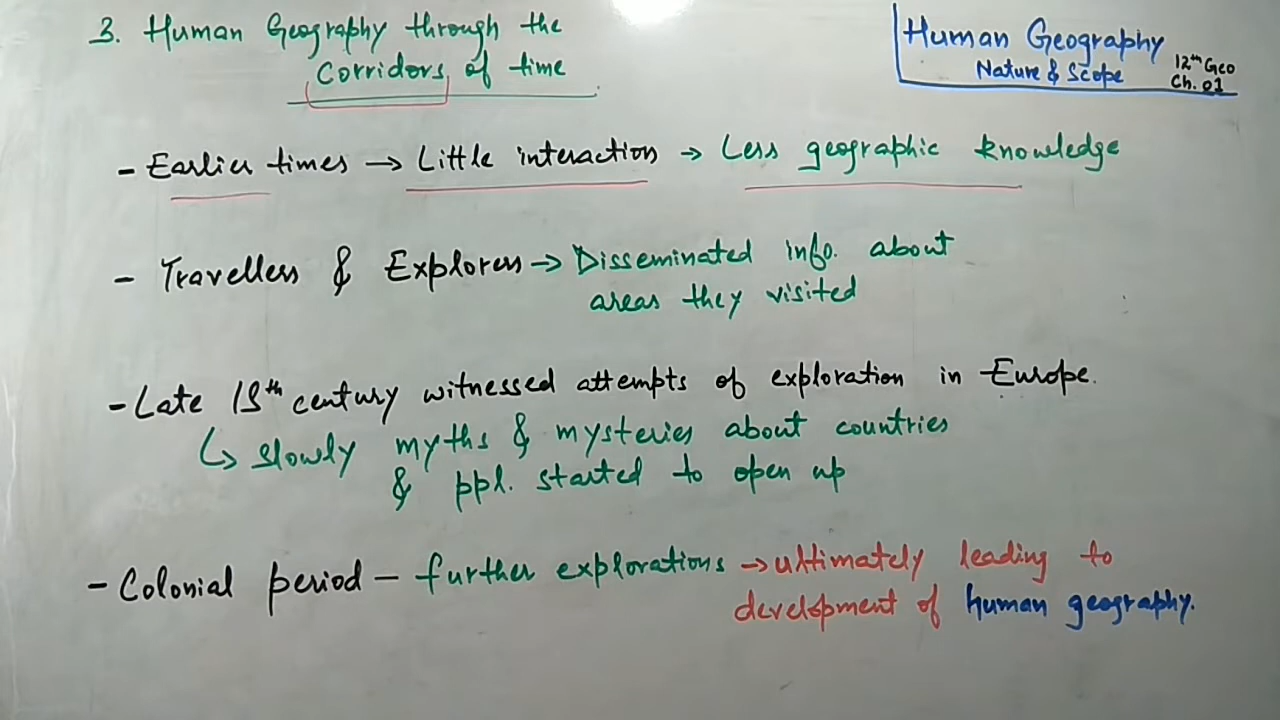 3. Human Geography through the
Corridors of time
Human Geography
Nature & Scope
12th Geo
Ch. 01
- Earlier times → Little interaction → Less geographic knowledge
- Travellers & Explorers → Disseminated info. about
areas they visited
- Late 15th century witnessed attempts of exploration in Europe.
↳ slowly myths & mysteries about countries
& ppl. started to open up
- Colonial period – further explorations → ultimately leading to
development of human geography.